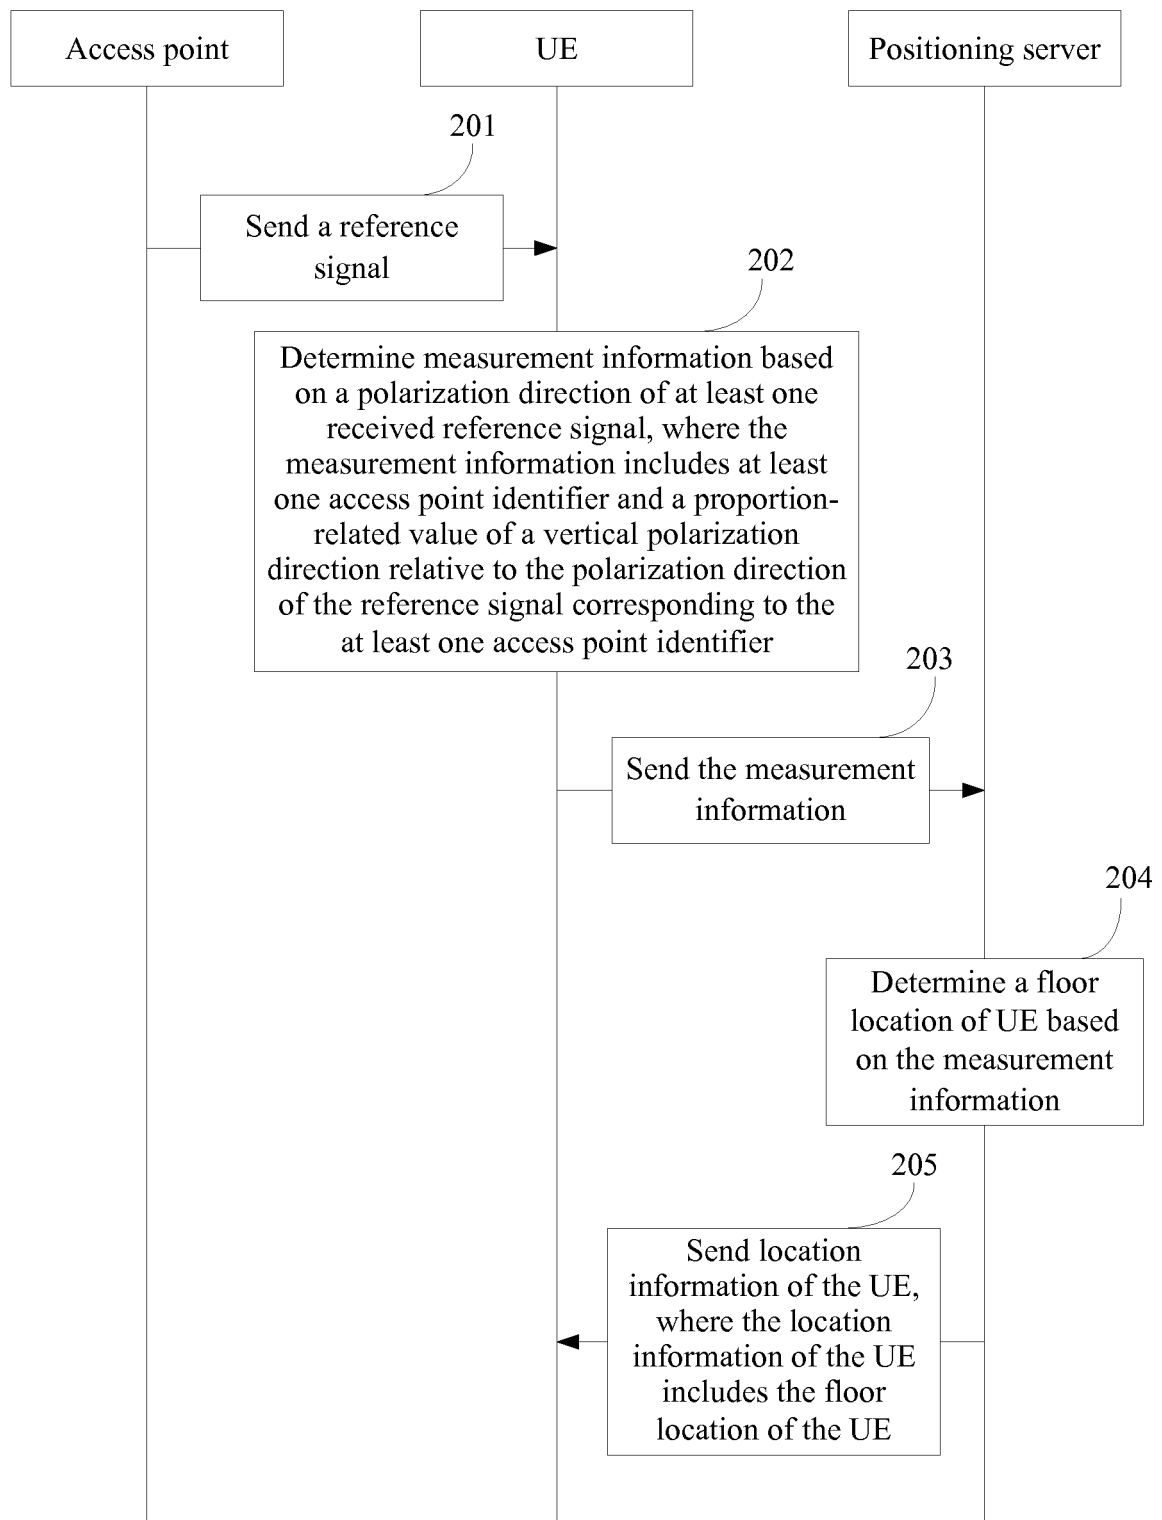 Access point
UE
Positioning server
201
Send a reference
signal
202
Determine measurement information based
on a polarization direction of at least one
received reference signal, where the
measurement information includes at least
one access point identifier and a proportion-
related value of a vertical polarization
direction relative to the polarization direction
of the reference signal corresponding to the
at least one access point identifier
203
Send the measurement
information
204
Determine a floor
location of UE based
on the measurement
information
205
Send location
information of the UE,
where the location
information of the UE
includes the floor
location of the UE